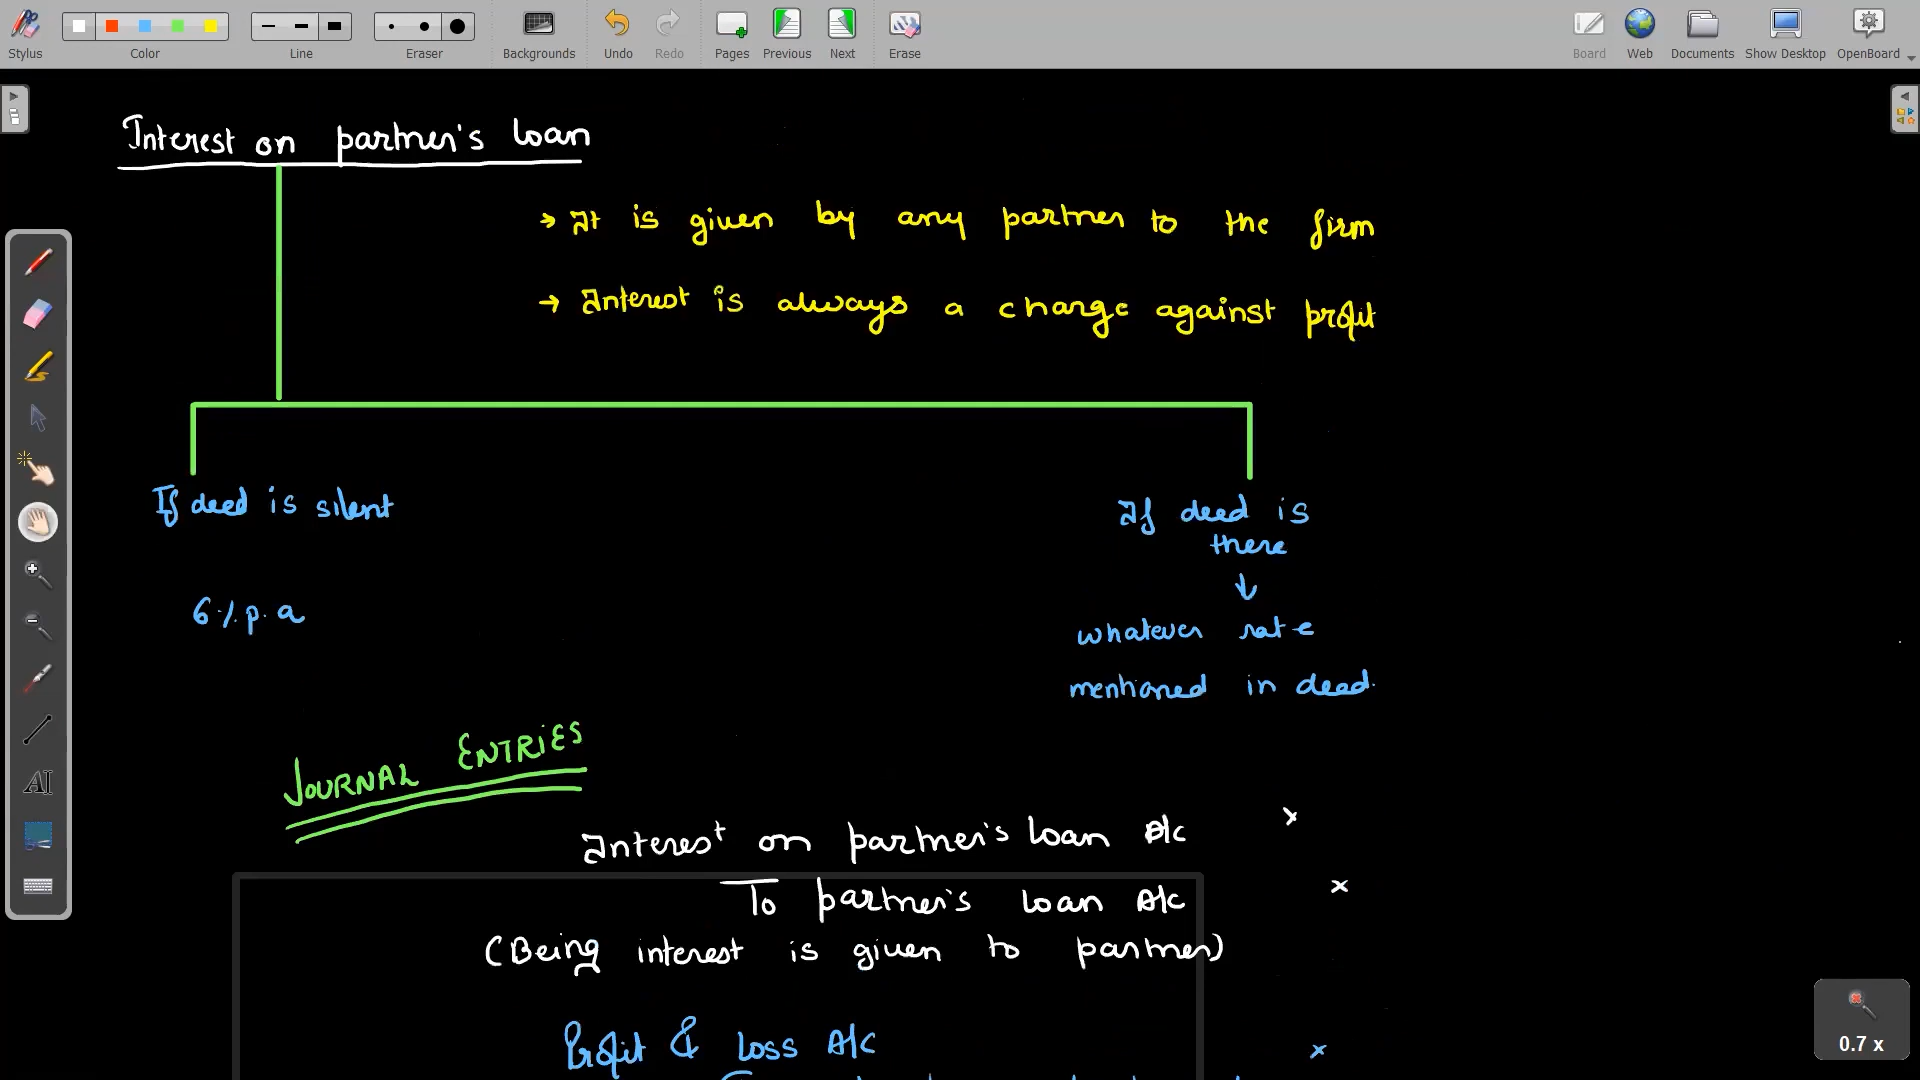 Stylus
Color
Line
Eraser
Backgrounds
Undo
Redo
Pages
Previous
Next
Erase
Board
Web
Documents
Show Desktop
OpenBoard
Interest on partner's loan
→ It is given by any partner to the firm
→ Interest is always a charge against profit
If deed is silent
6% p.a
If deed is
there
↓
whatever rate
mentioned in deed.
JOURNAL ENTRIES
Interest on partner's loan A/c x
To partner's loan A/c x
(Being interest is given to partner)
Profit & Loss A/c x
AI
0.7 x